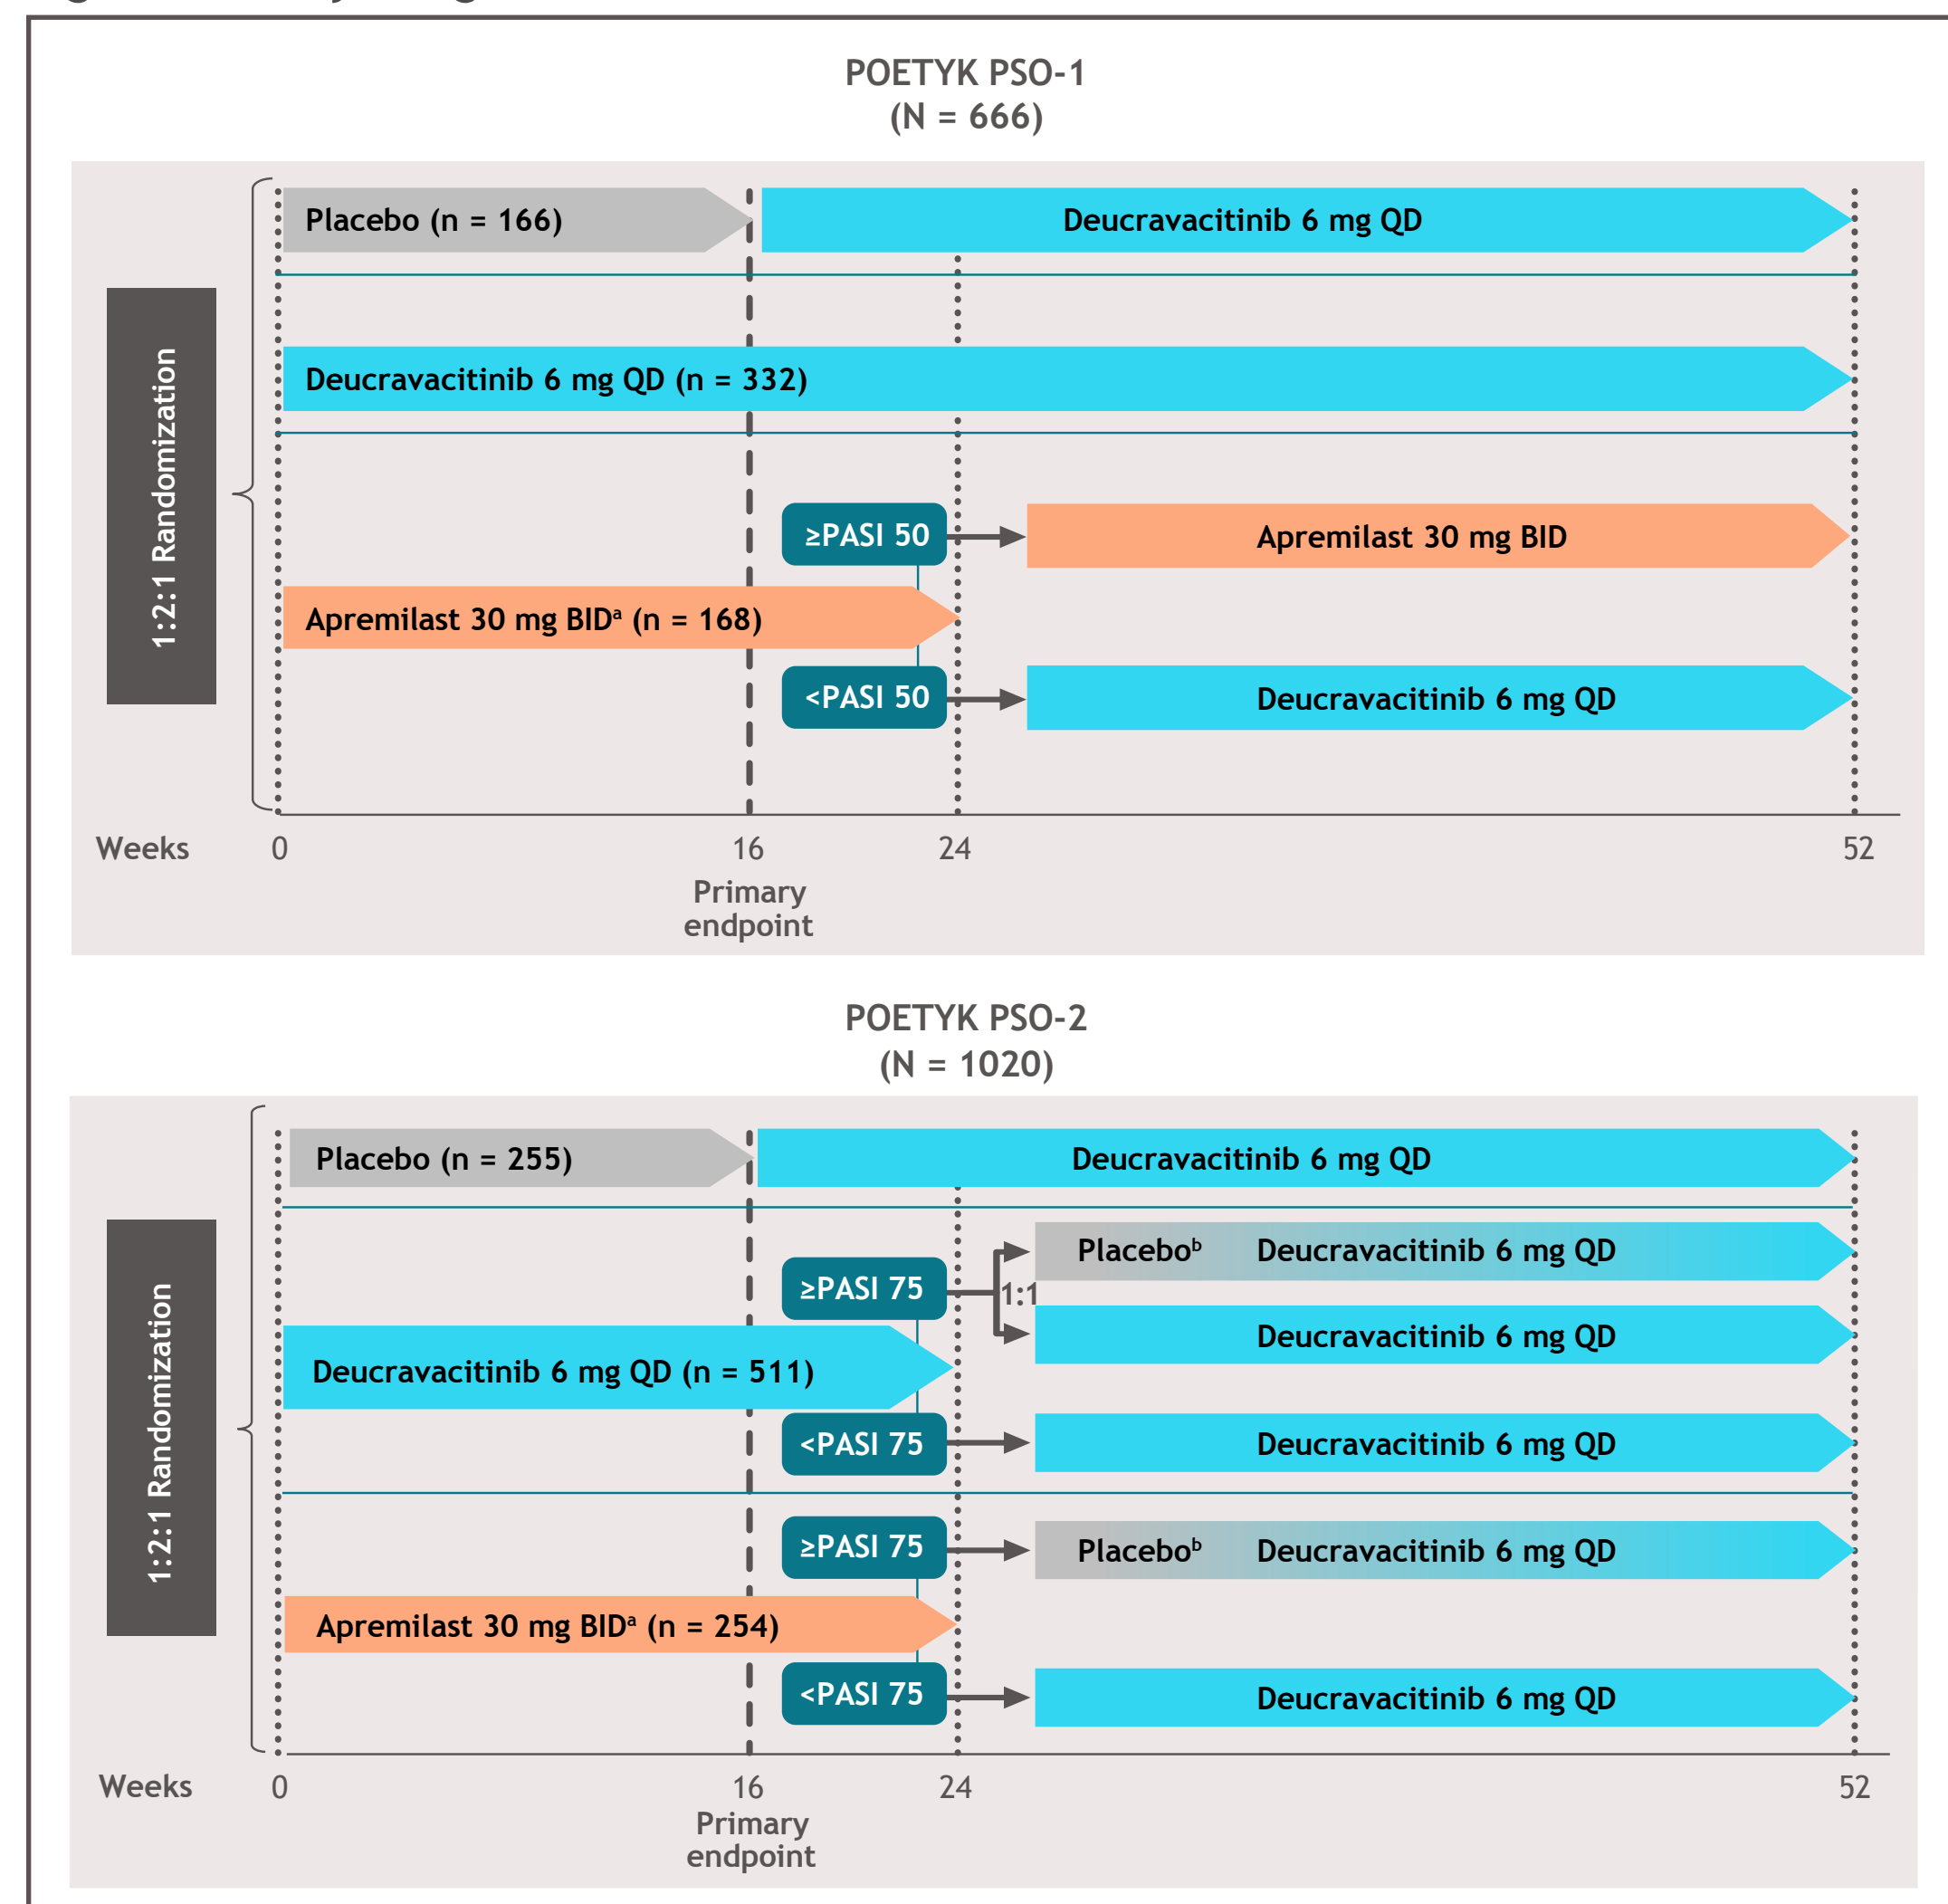 POETYK PSO-1
(N = 666)
1:2:1 Randomization
Placebo (n = 166)
Deucravacitinib 6 mg QD
Deucravacitinib 6 mg QD (n = 332)
≥PASI 50
Apremilast 30 mg BID
Apremilast 30 mg BIDᵃ (n = 168)
<PASI 50
Deucravacitinib 6 mg QD
Weeks
0
16
24
52
Primary
endpoint
POETYK PSO-2
(N = 1020)
1:2:1 Randomization
Placebo (n = 255)
Deucravacitinib 6 mg QD
Placeboᵇ
Deucravacitinib 6 mg QD
≥PASI 75
1:1
Deucravacitinib 6 mg QD
Deucravacitinib 6 mg QD (n = 511)
<PASI 75
Deucravacitinib 6 mg QD
≥PASI 75
Placeboᵇ
Deucravacitinib 6 mg QD
Apremilast 30 mg BIDᵃ (n = 254)
<PASI 75
Deucravacitinib 6 mg QD
Weeks
0
16
24
52
Primary
endpoint